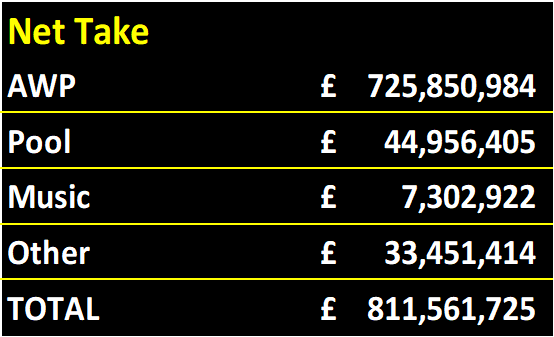 Net Take
AWP £ 725,850,984
Pool £ 44,956,405
Music £ 7,302,922
Other £ 33,451,414
TOTAL £ 811,561,725